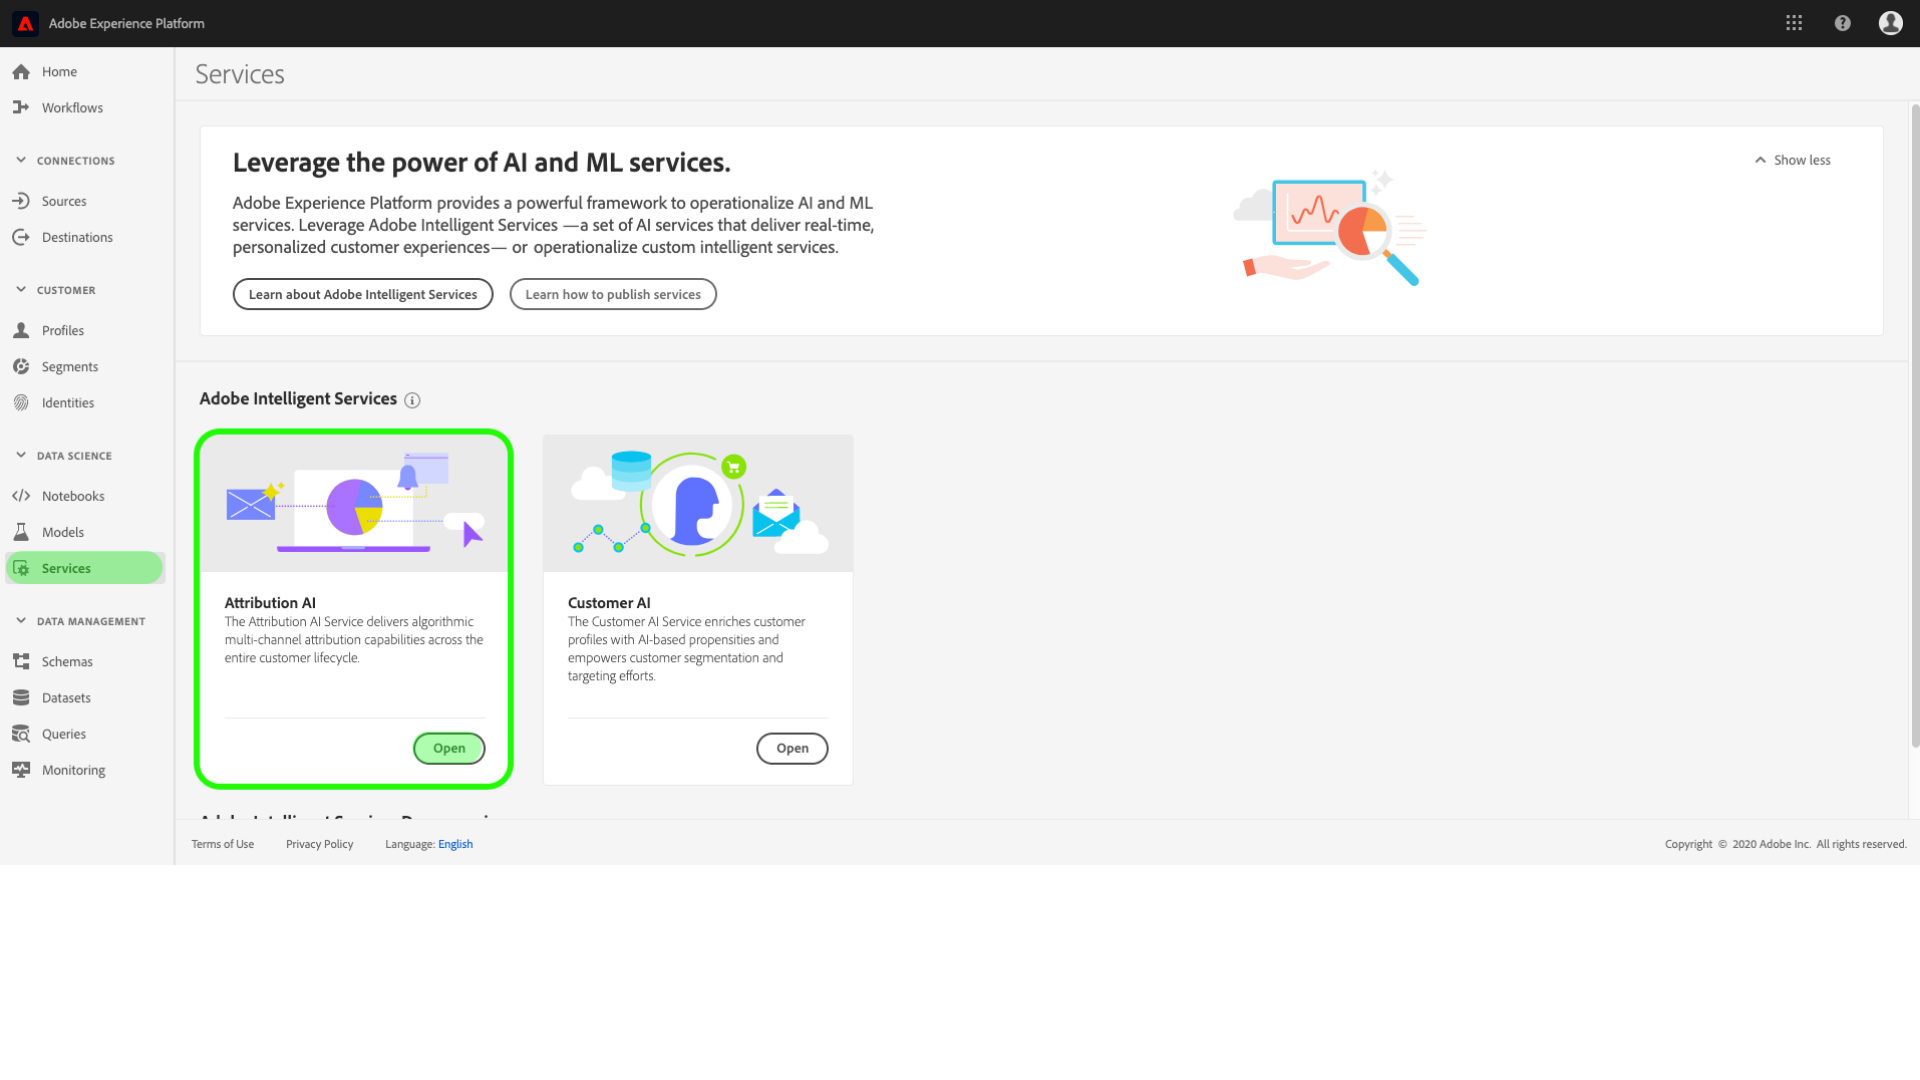 Adobe Experience Platform
Home
Workflows
CONNECTIONS
Sources
Destinations
CUSTOMER
Profiles
Segments
Identities
DATA SCIENCE
Notebooks
Models
Services
DATA MANAGEMENT
Schemas
Datasets
Queries
Monitoring
Services
Leverage the power of AI and ML services.
Show less
Adobe Experience Platform provides a powerful framework to operationalize AI and ML
services. Leverage Adobe Intelligent Services —a set of AI services that deliver real-time,
personalized customer experiences— or operationalize custom intelligent services.
Learn about Adobe Intelligent Services
Learn how to publish services
Adobe Intelligent Services
Attribution AI
The Attribution AI Service delivers algorithmic
multi-channel attribution capabilities across the
entire customer lifecycle.
Open
Customer AI
The Customer AI Service enriches customer
profiles with AI-based propensities and
empowers customer segmentation and
targeting efforts.
Open
Terms of Use
Privacy Policy
Language: English
Copyright © 2020 Adobe Inc. All rights reserved.